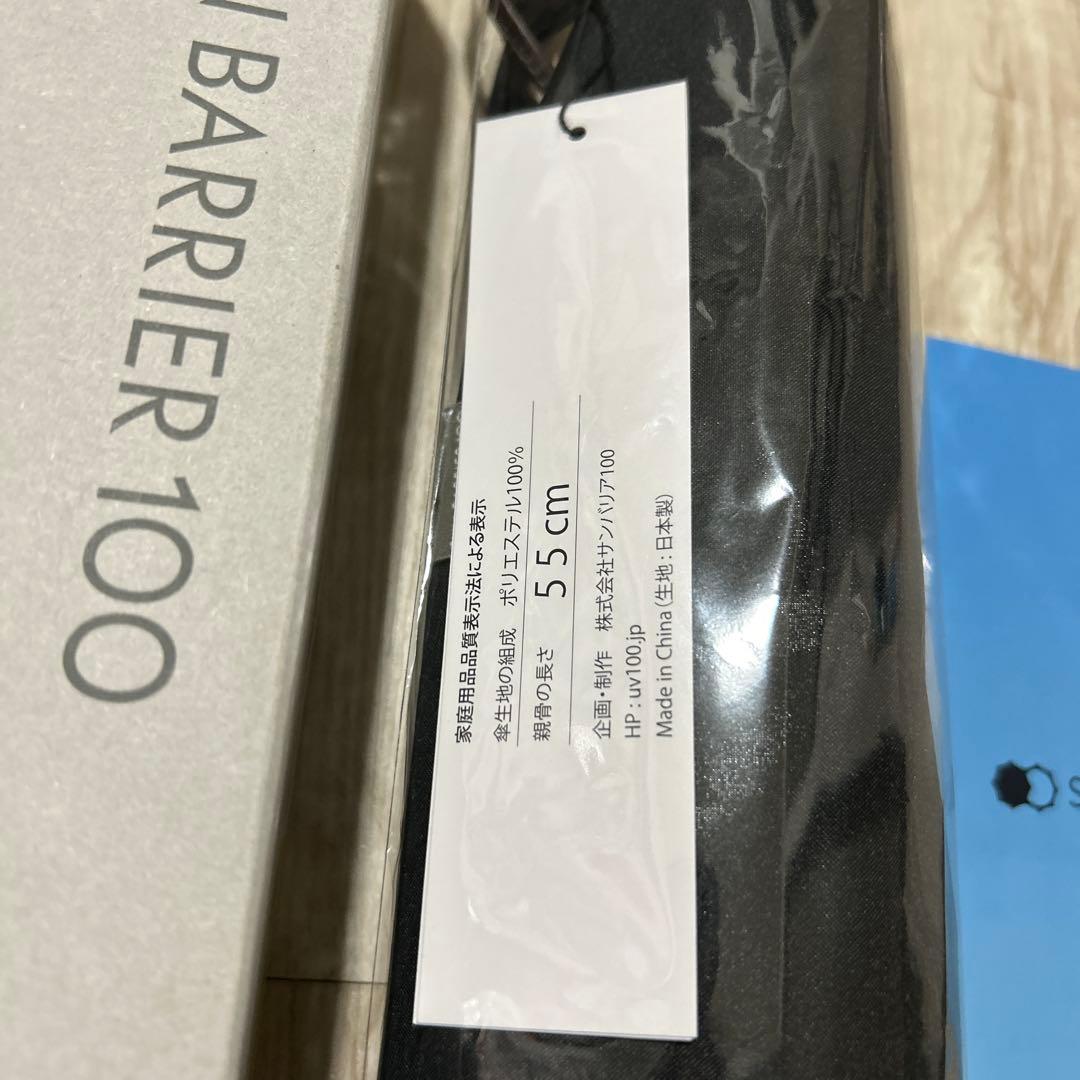 BARRIER 100
家庭用品品質表示法による表示
傘生地の組成 ポリエステル100%
親骨の長さ 55cm
企画・制作 株式会社サンバリア100
HP : uv100.jp
Made in China (生地 : 日本製)